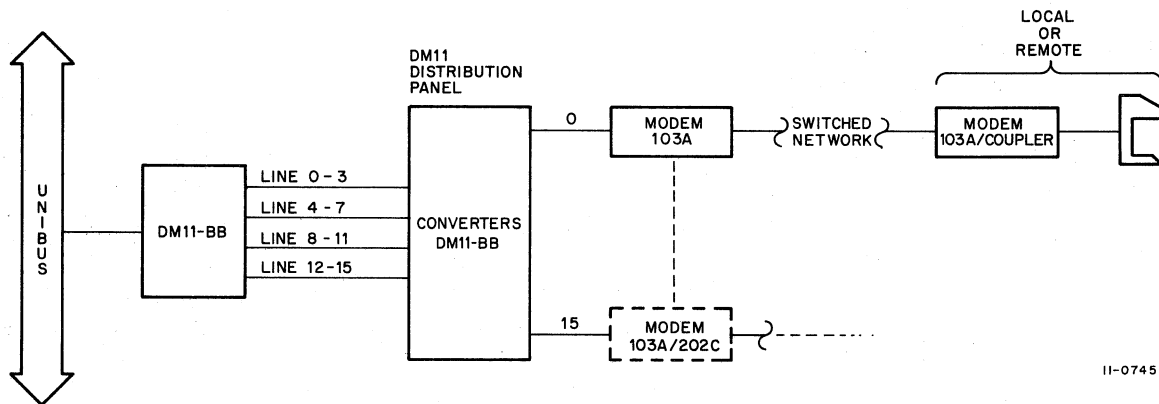 LOCAL
OR
REMOTE
DM11
DISTRIBUTION
PANEL
UNIBUS
DM11-BB
LINE 0-3
LINE 4-7
LINE 8-11
LINE 12-15
CONVERTERS
DM11-BB
0
MODEM
103A
SWITCHED
NETWORK
MODEM
103A/COUPLER
15
MODEM
103A/202C
11-0745